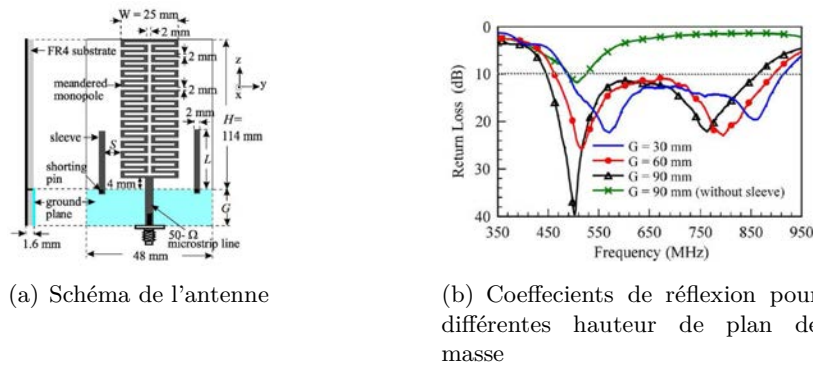 W = 25 mm
2 mm
FR4 substrate
2 mm
z
y
x
meandered
monopole
2 mm
H=
114 mm
2 mm
sleeve
S
L
shorting
pin
4 mm
ground
plane
G
50- Ω
microstrip line
1.6 mm
48 mm
0
10
20
30
40
Return Loss (dB)
G = 30 mm
G = 60 mm
G = 90 mm
G = 90 mm (without sleeve)
350 450 550 650 750 850 950
Frequency (MHz)
(a) Schéma de l'antenne
(b) Coeffecients de réflexion pour
différentes hauteur de plan de
masse